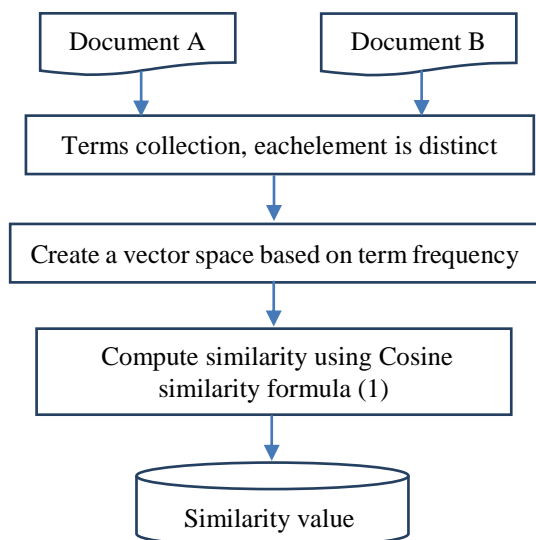 Document A
Document B
Terms collection, eachelement is distinct
Create a vector space based on term frequency
Compute similarity using Cosine
similarity formula (1)
Similarity value